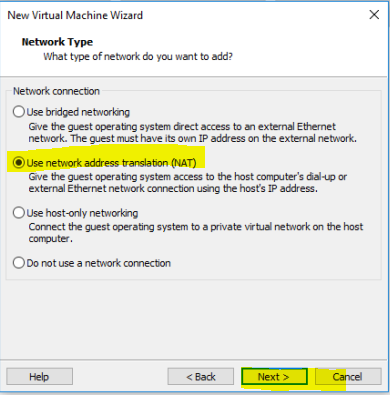 New Virtual Machine Wizard
Network Type
What type of network do you want to add?
Network connection
Use bridged networking
Give the guest operating system direct access to an external Ethernet
network. The guest must have its own IP address on the external network.
Use network address translation (NAT)
Give the guest operating system access to the host computer's dial-up or
external Ethernet network connection using the host's IP address.
Use host-only networking
Connect the guest operating system to a private virtual network on the host
computer.
Do not use a network connection
Help
< Back
Next >
Cancel